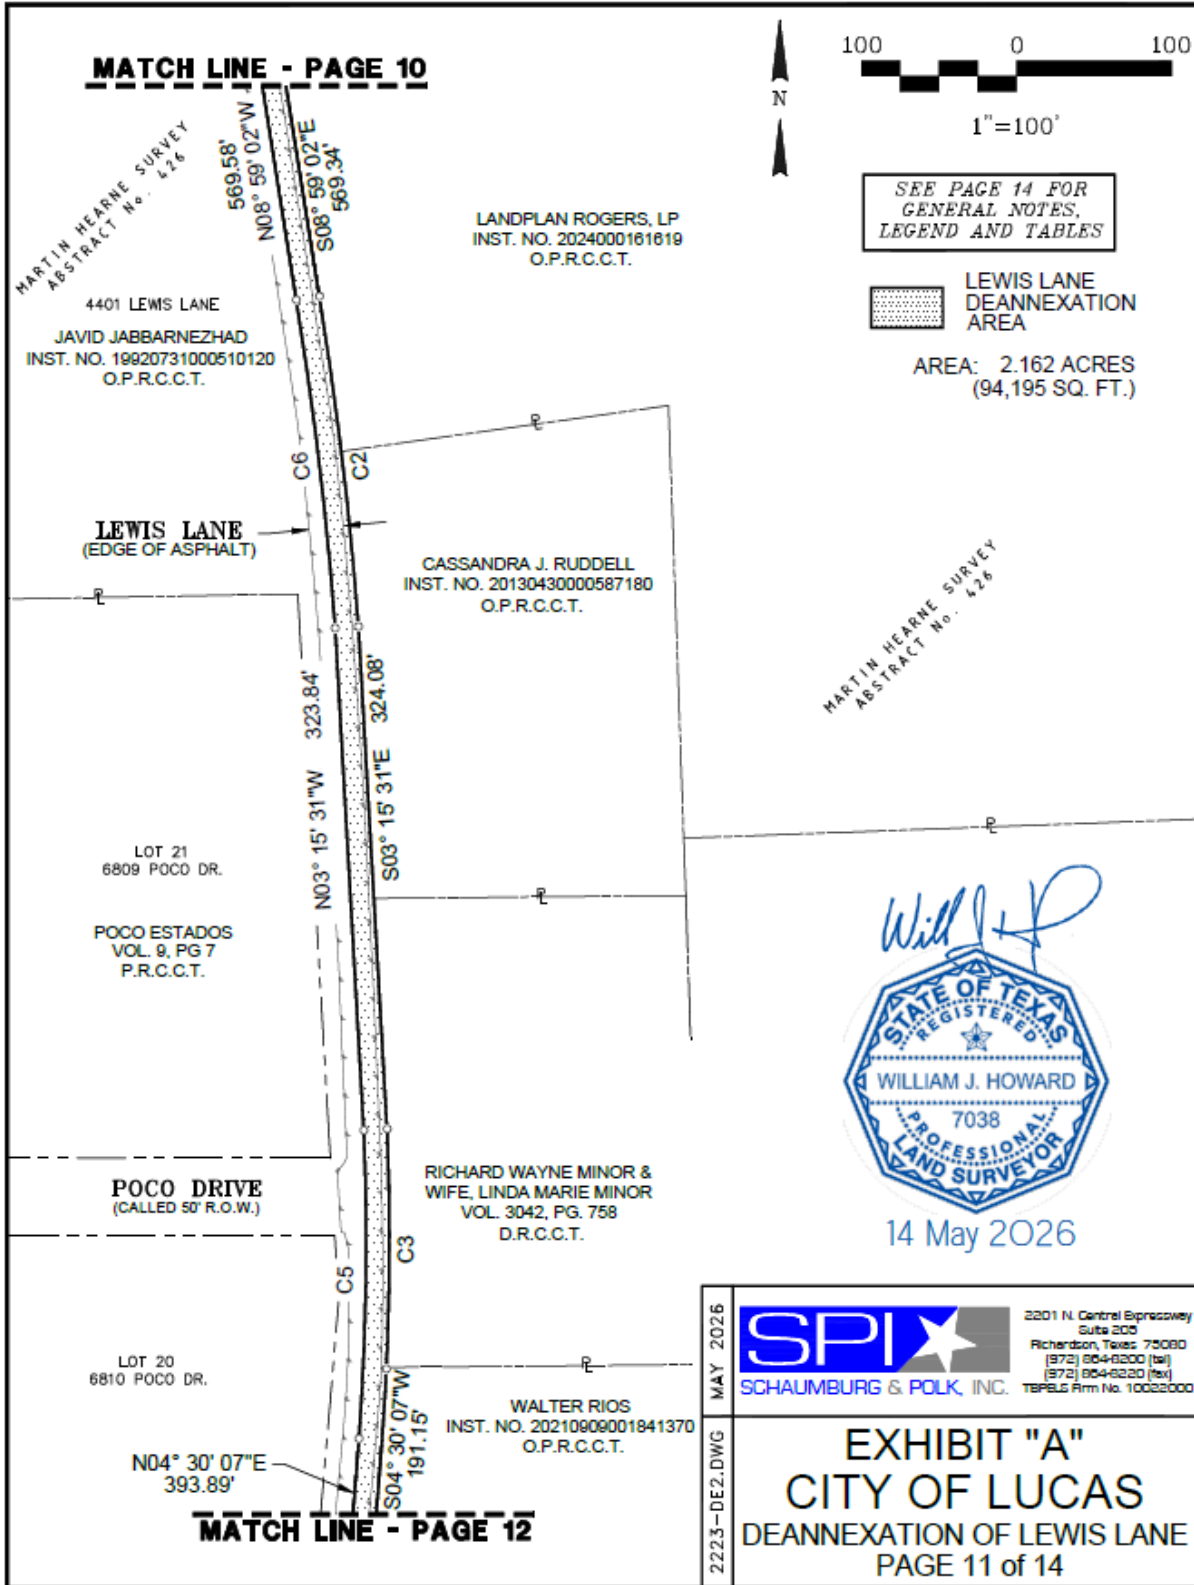 MATCH LINE - PAGE 10
100 0 100
N
1"=100'
SEE PAGE 14 FOR
GENERAL NOTES,
LEGEND AND TABLES
LEWIS LANE
DEANNEXATION
AREA
AREA: 2.162 ACRES
(94,195 SQ. FT.)
MARTIN HEARNE SURVEY
ABSTRACT No. 426
569.58'
N08° 59' 02"W
S08° 59' 02"E
569.34'
LANDPLAN ROGERS, LP
INST. NO. 2024000161619
O.P.R.C.C.T.
4401 LEWIS LANE
JAVID JABBARNEZHAD
INST. NO. 19920731000510120
O.P.R.C.C.T.
C6
C2
LEWIS LANE
(EDGE OF ASPHALT)
CASSANDRA J. RUDDELL
INST. NO. 20130430000587180
O.P.R.C.C.T.
MARTIN HEARNE SURVEY
ABSTRACT No. 426
N03° 15' 31"W 323.84'
S03° 15' 31"E 324.08'
LOT 21
6809 POCO DR.
POCO ESTADOS
VOL. 9, PG 7
P.R.C.C.T.
POCO DRIVE
(CALLED 50' R.O.W.)
RICHARD WAYNE MINOR &
WIFE, LINDA MARIE MINOR
VOL. 3042, PG. 758
D.R.C.C.T.
C5
C3
LOT 20
6810 POCO DR.
WALTER RIOS
INST. NO. 20210909001841370
O.P.R.C.C.T.
N04° 30' 07"E
393.89'
S04° 30' 07"W
191.15'
MATCH LINE - PAGE 12
STATE OF TEXAS
REGISTERED
WILLIAM J. HOWARD
7038
PROFESSIONAL
LAND SURVEYOR
14 May 2026
MAY 2026
SPI
SCHAUMBURG & POLK, INC.
2201 N. Central Expressway
Suite 205
Richardson, Texas 75080
(972) 864-8200 (tel)
(972) 864-8220 (fax)
TBPELS Firm No. 10022000
2223-DE2.DWG
EXHIBIT "A"
CITY OF LUCAS
DEANNEXATION OF LEWIS LANE
PAGE 11 of 14